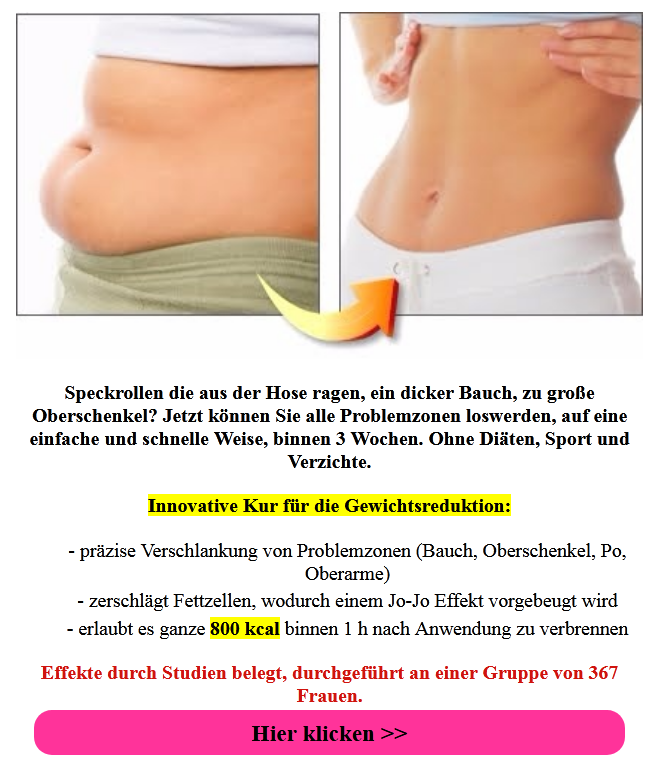 Speckrollen die aus der Hose ragen, ein dicker Bauch, zu große
Oberschenkel? Jetzt können Sie alle Problemzonen loswerden, auf eine
einfache und schnelle Weise, binnen 3 Wochen. Ohne Diäten, Sport und
Verzichte.
Innovative Kur für die Gewichtsreduktion:
- präzise Verschlankung von Problemzonen (Bauch, Oberschenkel, Po,
Oberarme)
- zerschlägt Fettzellen, wodurch einem Jo-Jo Effekt vorgebeugt wird
- erlaubt es ganze 800 kcal binnen 1 h nach Anwendung zu verbrennen
Effekte durch Studien belegt, durchgeführt an einer Gruppe von 367
Frauen.
Hier klicken >>